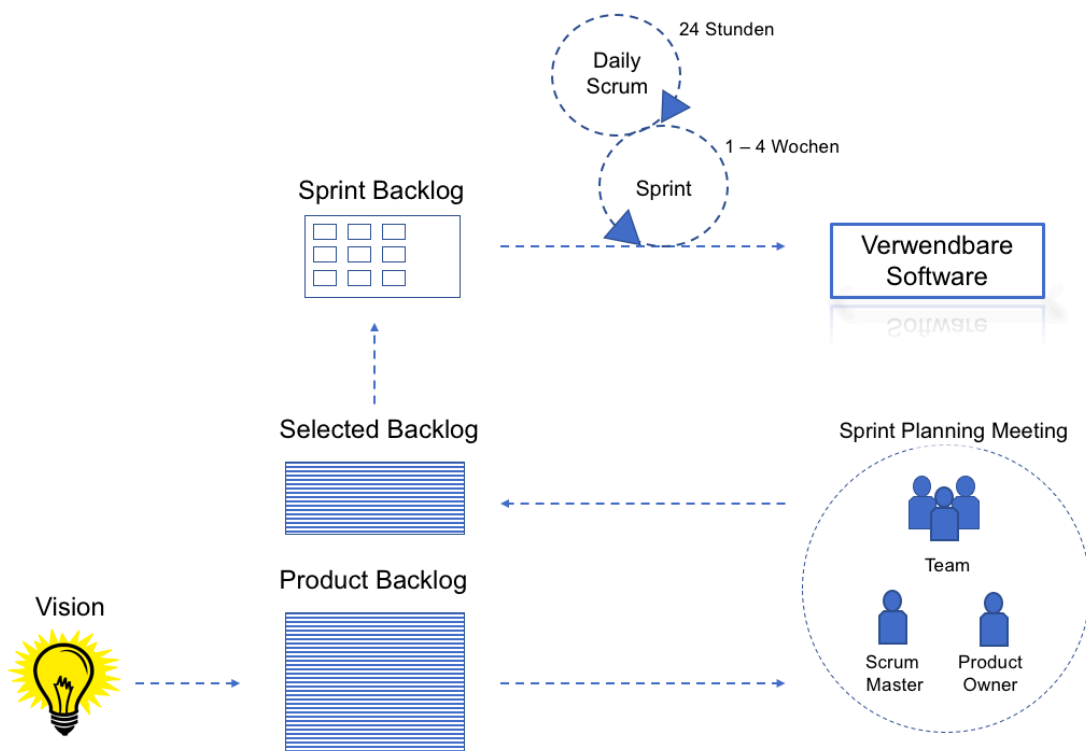 24 Stunden
Daily
Scrum
1 – 4 Wochen
Sprint
Sprint Backlog
Verwendbare
Software
Software
Selected Backlog
Sprint Planning Meeting
Team
Product Backlog
Vision
Scrum
Master
Product
Owner